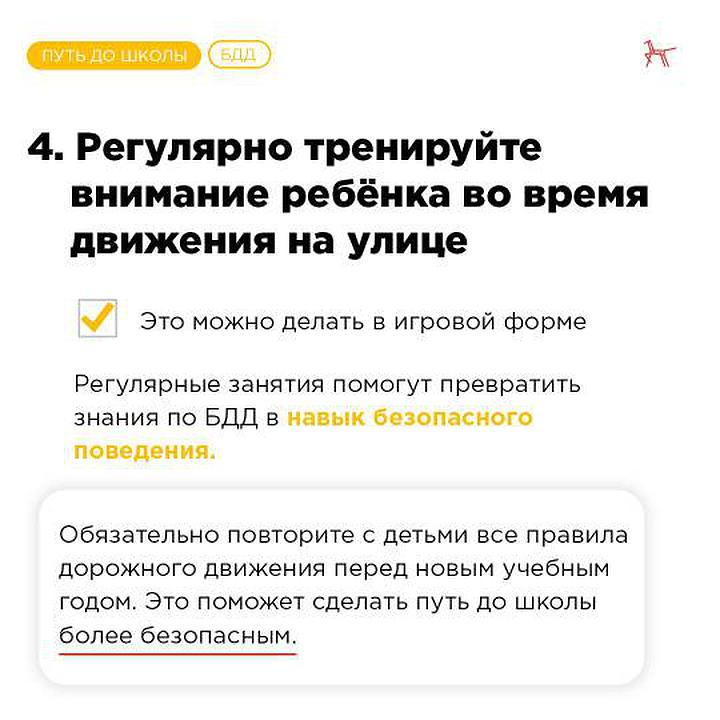 ПУТЬ ДО ШКОЛЫ БДД
4. Регулярно тренируйте
внимание ребёнка во время
движения на улице
Это можно делать в игровой форме
Регулярные занятия помогут превратить
знания по БДД в навык безопасного
поведения.
Обязательно повторите с детьми все правила
дорожного движения перед новым учебным
годом. Это поможет сделать путь до школы
более безопасным.